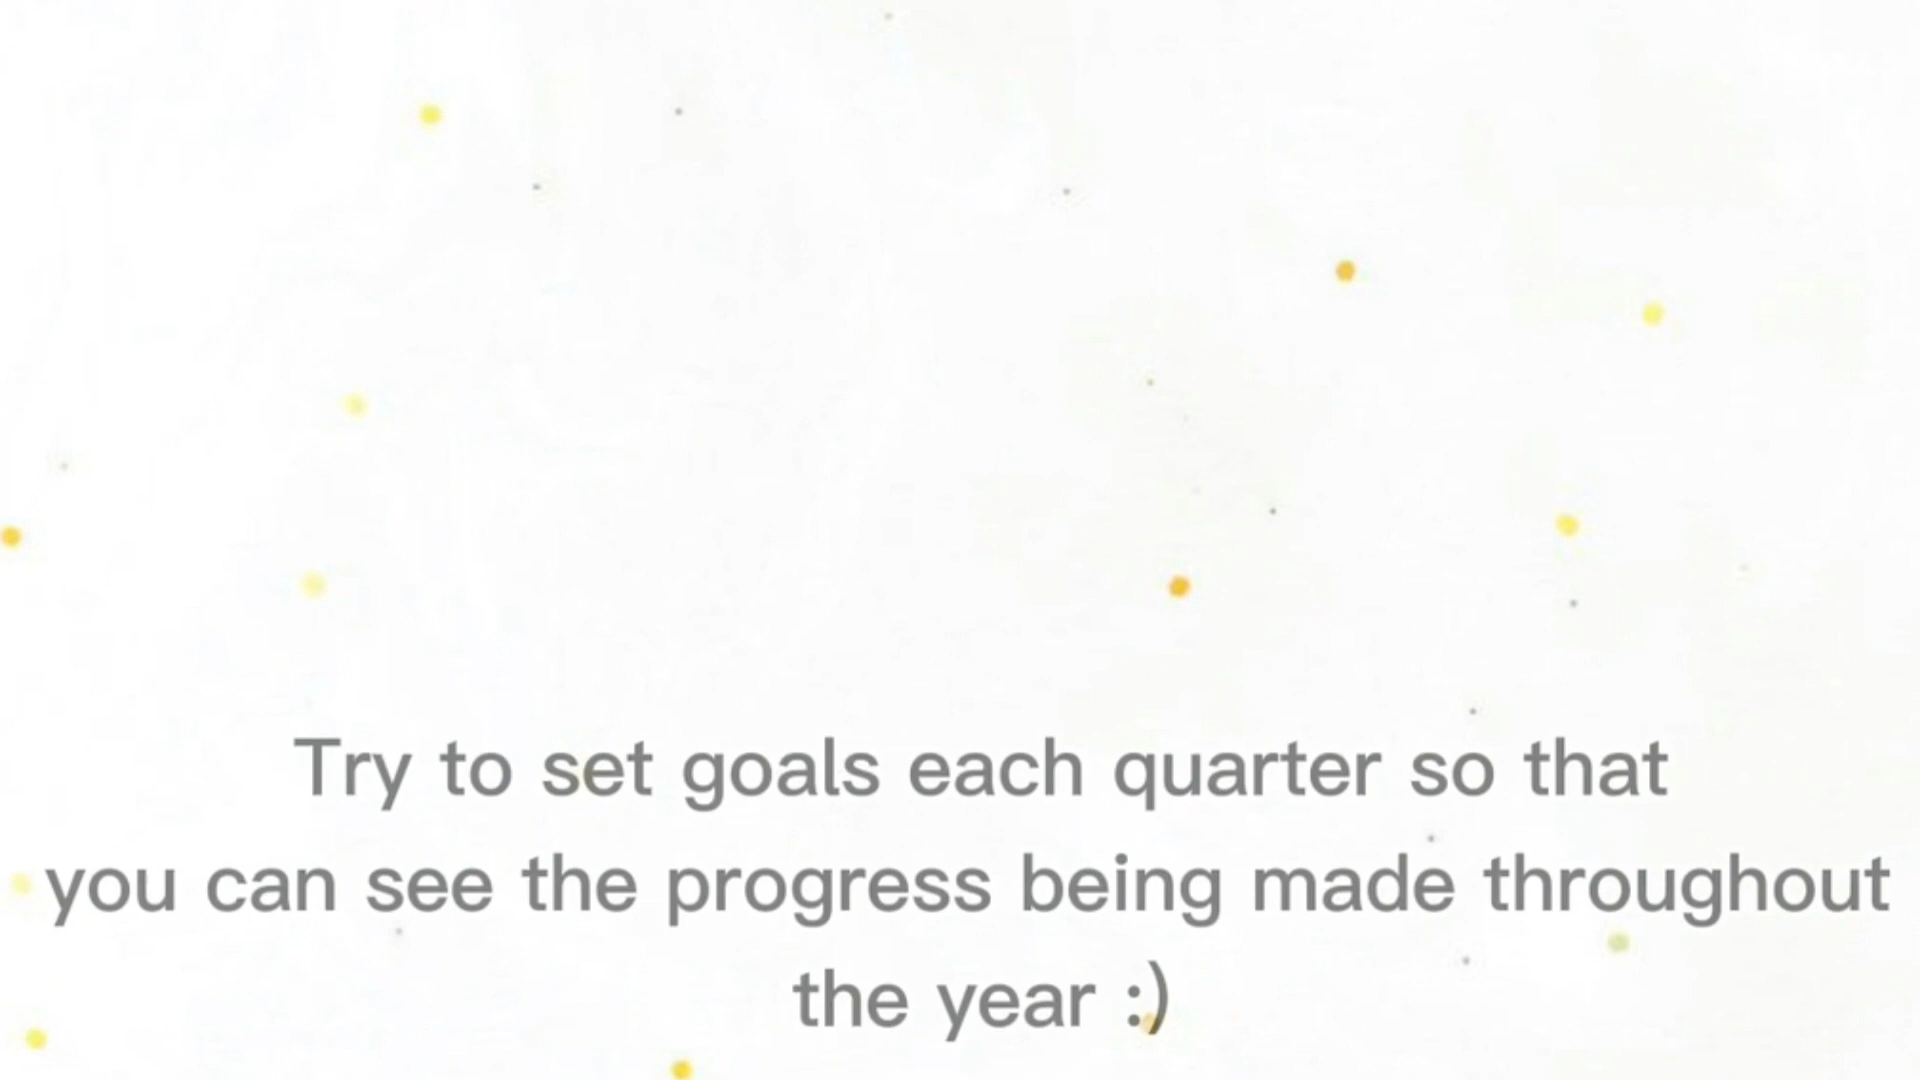 Try to set goals each quarter so that
you can see the progress being made throughout
the year :)